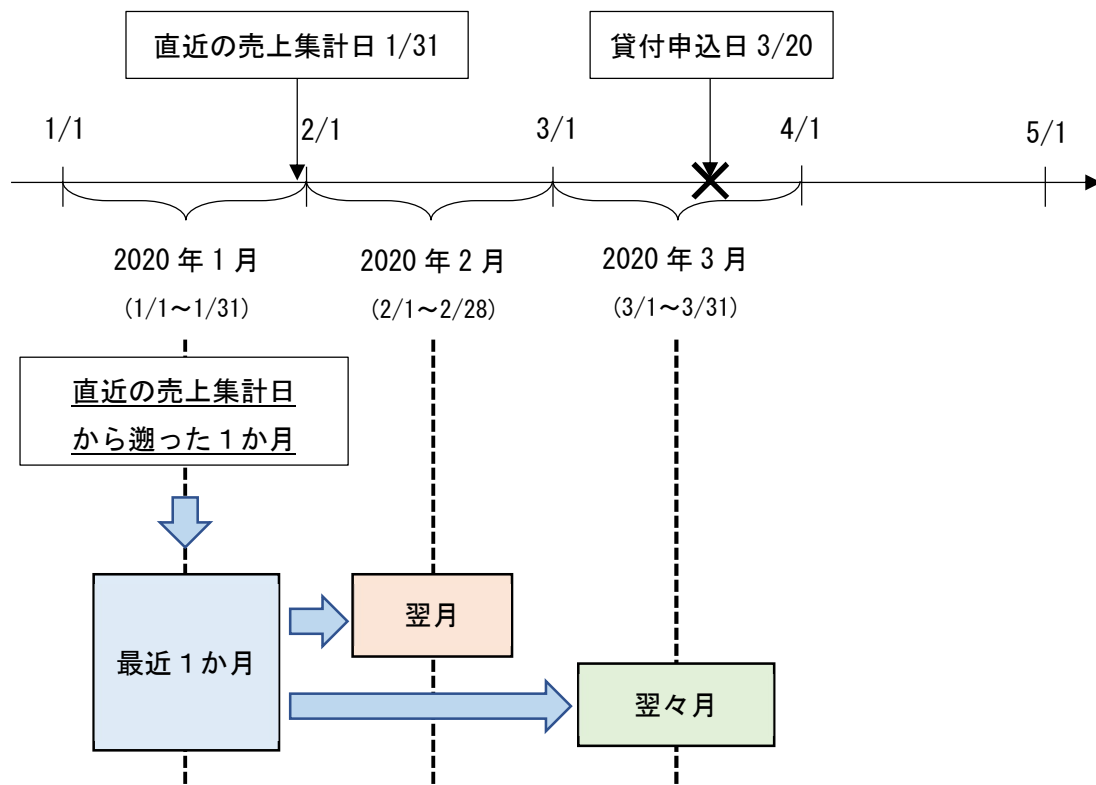 直近の売上集計日 1/31
貸付申込日 3/20
1/1
2/1
3/1
4/1
5/1
2020 年 1 月
(1/1～1/31)
2020 年 2 月
(2/1～2/28)
2020 年 3 月
(3/1～3/31)
直近の売上集計日
から遡った１か月
最近１か月
翌月
翌々月